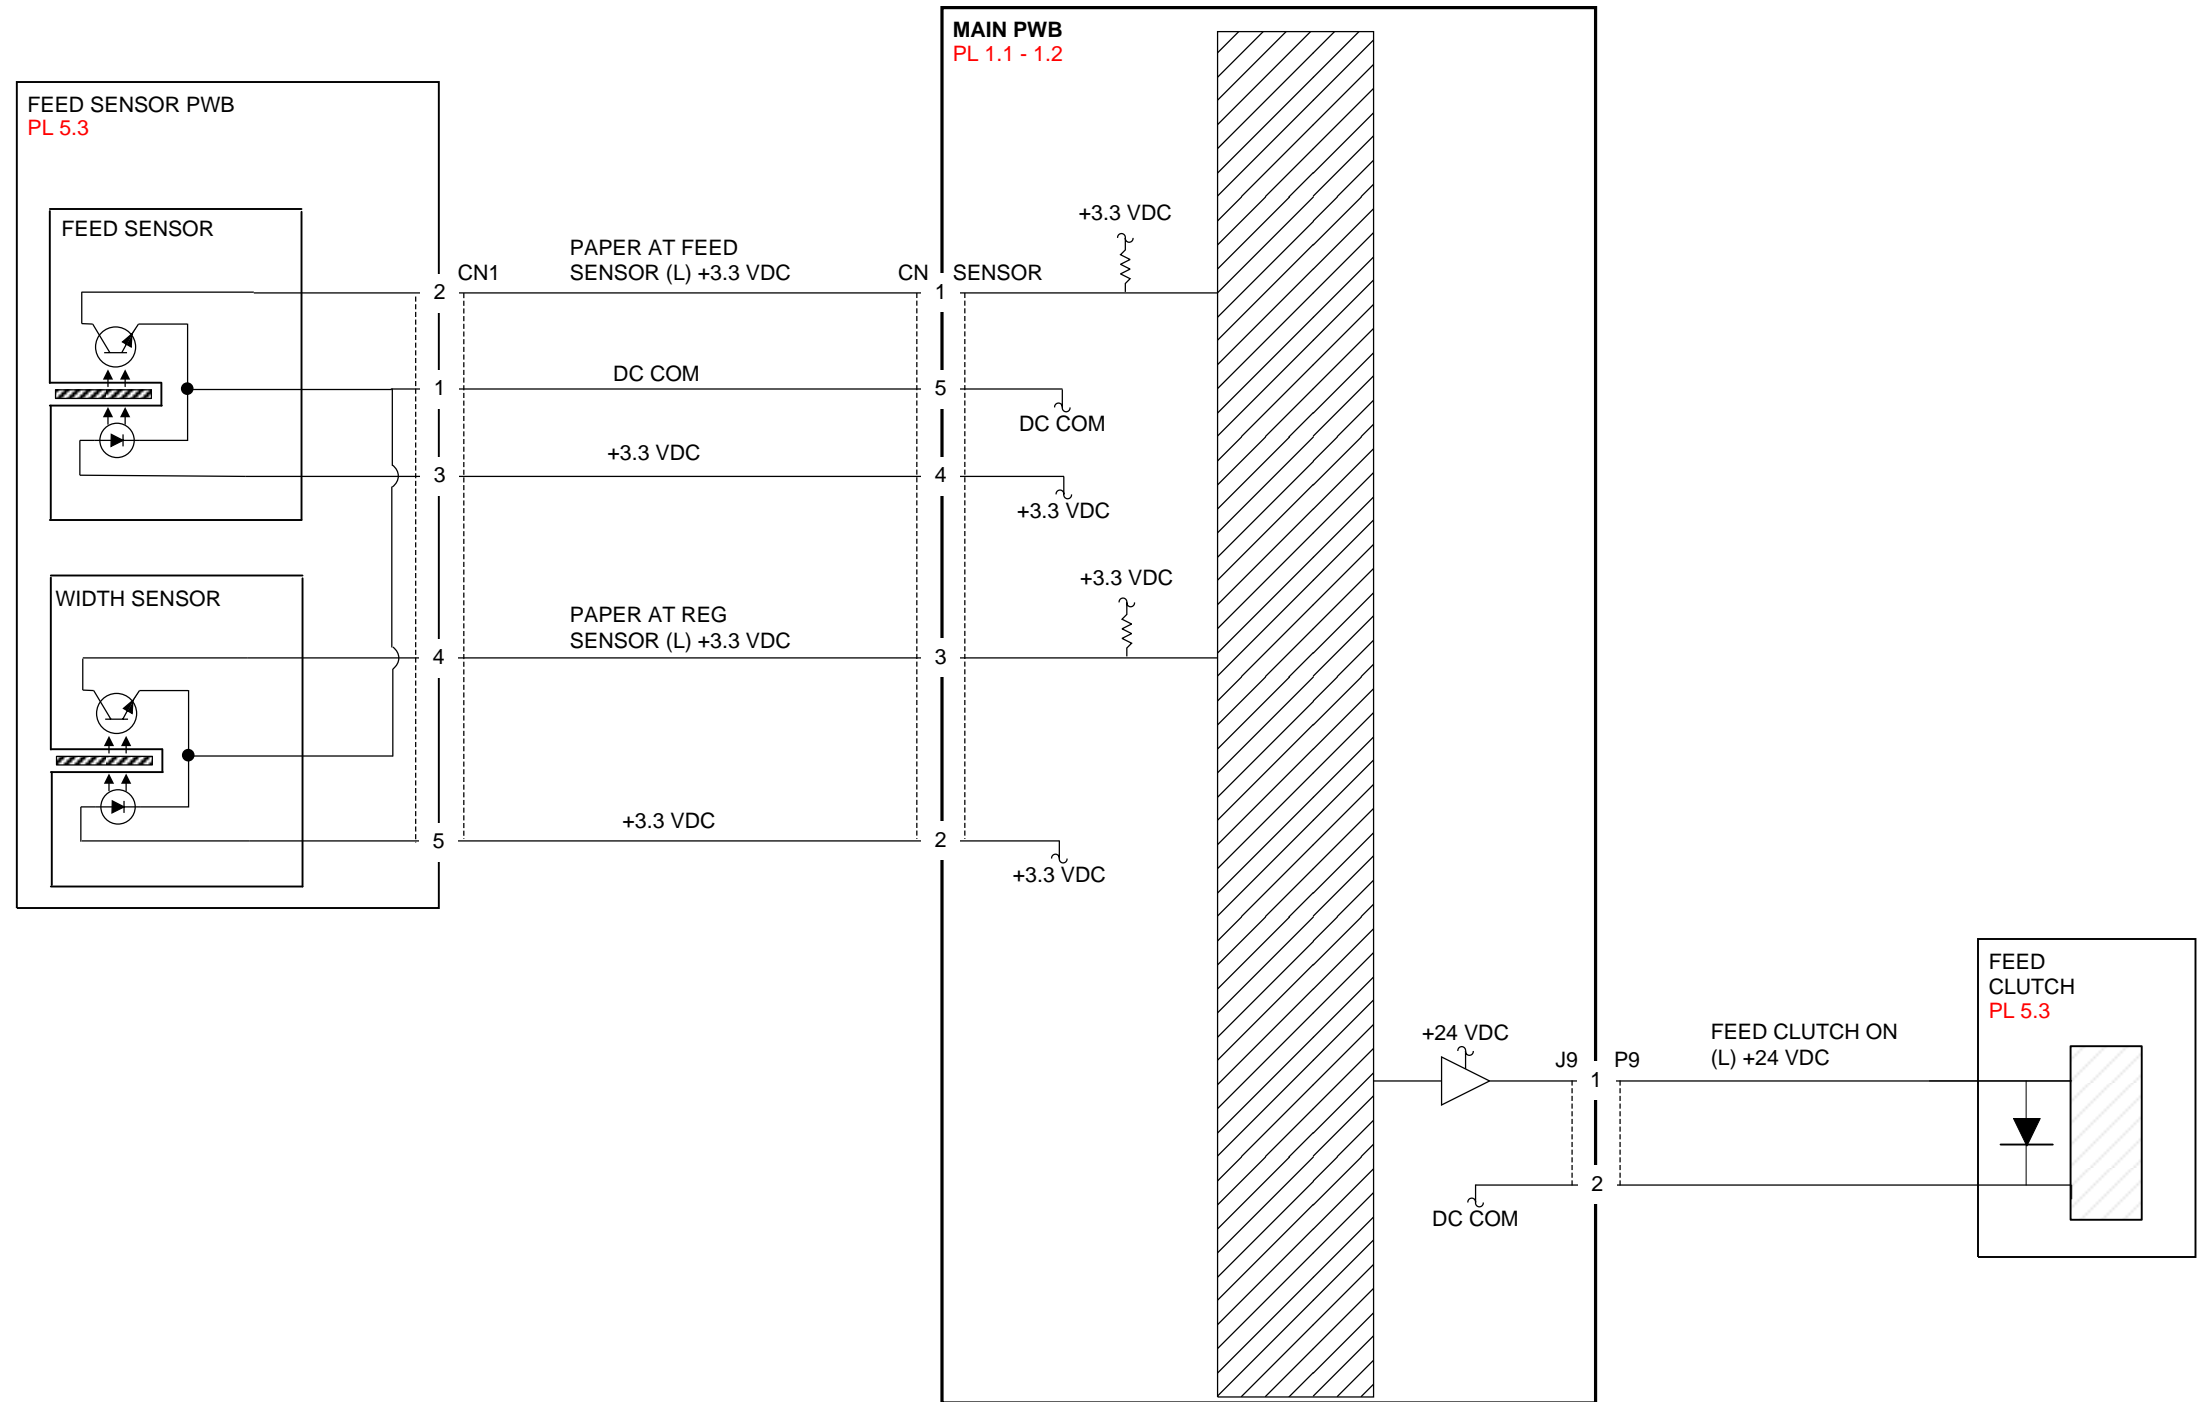 MAIN PWB
PL 1.1 - 1.2
FEED SENSOR PWB
PL 5.3
FEED SENSOR
+3.3 VDC
PAPER AT FEED
SENSOR (L) +3.3 VDC
CN1
CN
SENSOR
2
1
DC COM
1
5
DC COM
+3.3 VDC
3
4
+3.3 VDC
WIDTH SENSOR
+3.3 VDC
PAPER AT REG
SENSOR (L) +3.3 VDC
4
3
+3.3 VDC
5
2
+3.3 VDC
FEED
CLUTCH
PL 5.3
+24 VDC
FEED CLUTCH ON
(L) +24 VDC
J9
P9
1
2
DC COM